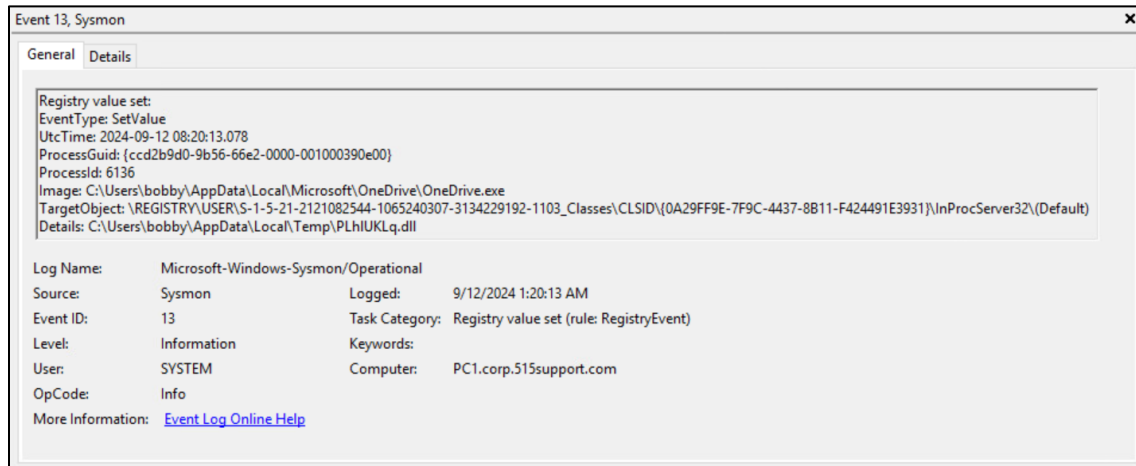 Event 13, Sysmon
General Details
Registry value set:
EventType: SetValue
UtcTime: 2024-09-12 08:20:13.078
ProcessGuid: {ccd2b9d0-9b56-66e2-0000-001000390e00}
ProcessId: 6136
Image: C:\Users\bobby\AppData\Local\Microsoft\OneDrive\OneDrive.exe
TargetObject: \REGISTRY\USER\S-1-5-21-2121082544-1065240307-3134229192-1103_Classes\CLSID\{0A29FF9E-7F9C-4437-8B11-F424491E3931}\InProcServer32\(Default)
Details: C:\Users\bobby\AppData\Local\Temp\PLhlUKLq.dll
Log Name: Microsoft-Windows-Sysmon/Operational
Source: Sysmon Logged: 9/12/2024 1:20:13 AM
Event ID: 13 Task Category: Registry value set (rule: RegistryEvent)
Level: Information Keywords:
User: SYSTEM Computer: PC1.corp.515support.com
OpCode: Info
More Information: Event Log Online Help